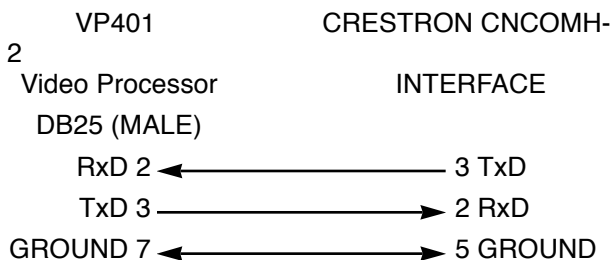 VP401 CRESTRON CNCOMH-
2
Video Processor INTERFACE
DB25 (MALE)
RxD 2 3 TxD
TxD 3 2 RxD
GROUND 7 5 GROUND